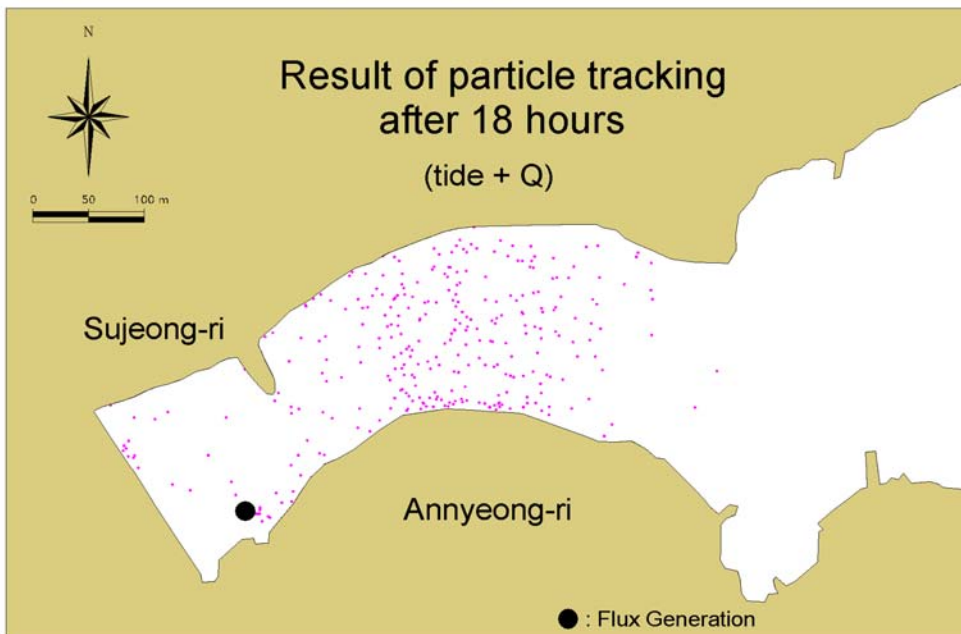 N
Result of particle tracking
after 18 hours
(tide + Q)
0 50 100 m
Sujeong-ri
Annyeong-ri
: Flux Generation